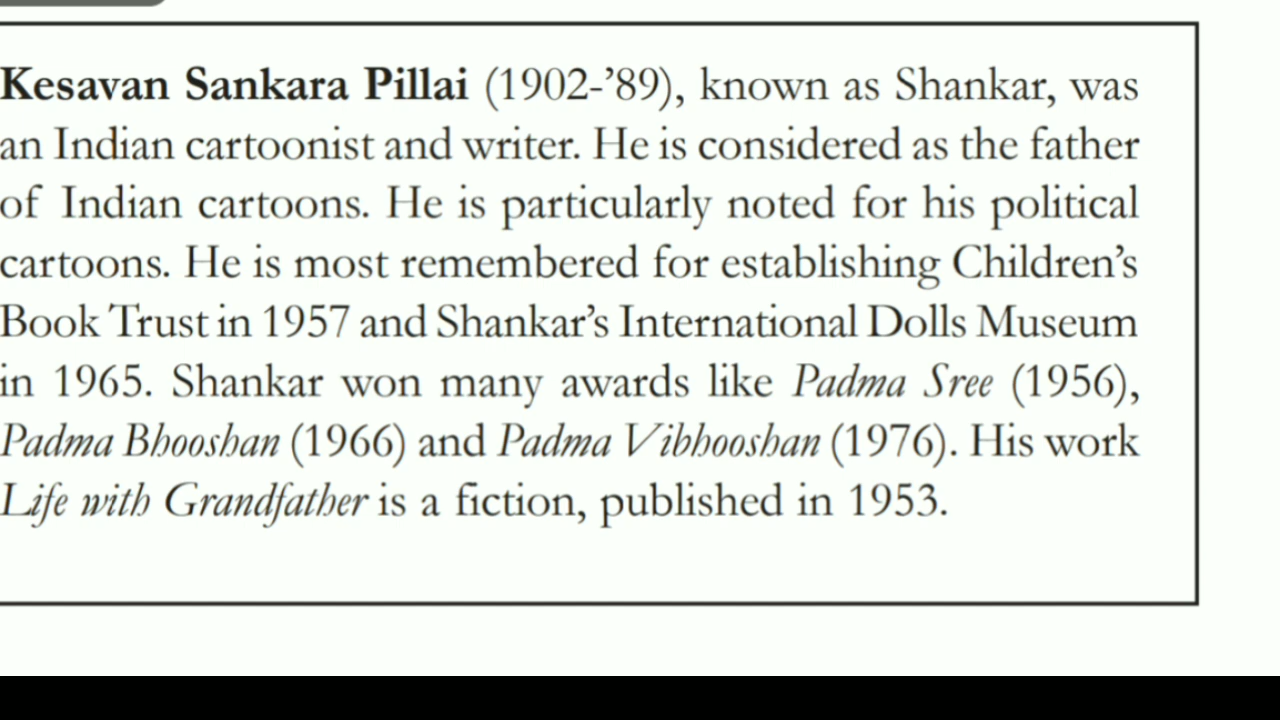 Kesavan Sankara Pillai (1902-’89), known as Shankar, was
an Indian cartoonist and writer. He is considered as the father
of Indian cartoons. He is particularly noted for his political
cartoons. He is most remembered for establishing Children’s
Book Trust in 1957 and Shankar’s International Dolls Museum
in 1965. Shankar won many awards like Padma Sree (1956),
Padma Bhooshan (1966) and Padma Vibhooshan (1976). His work
Life with Grandfather is a fiction, published in 1953.